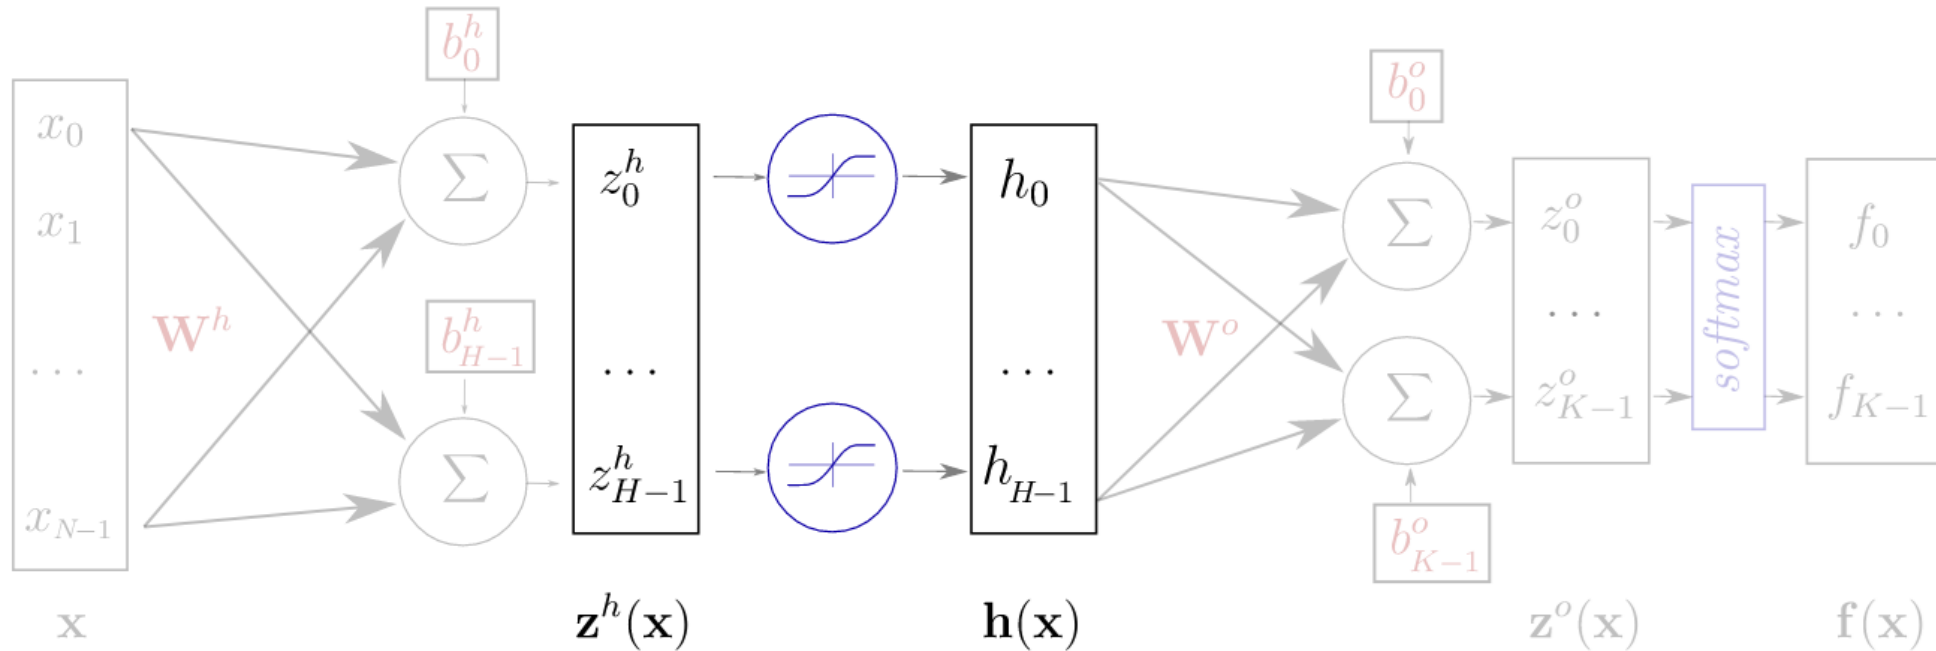 b_0^h
b_0^o
x_0
Σ
z_0^h
h_0
x_1
Σ
z_0^o
f_0
W^h
b_{H-1}^h
W^o
softmax
...
...
...
...
...
Σ
z_{K-1}^o
f_{K-1}
x_{N-1}
Σ
z_{H-1}^h
h_{H-1}
b_{K-1}^o
x
z^h(x)
h(x)
z^o(x)
f(x)